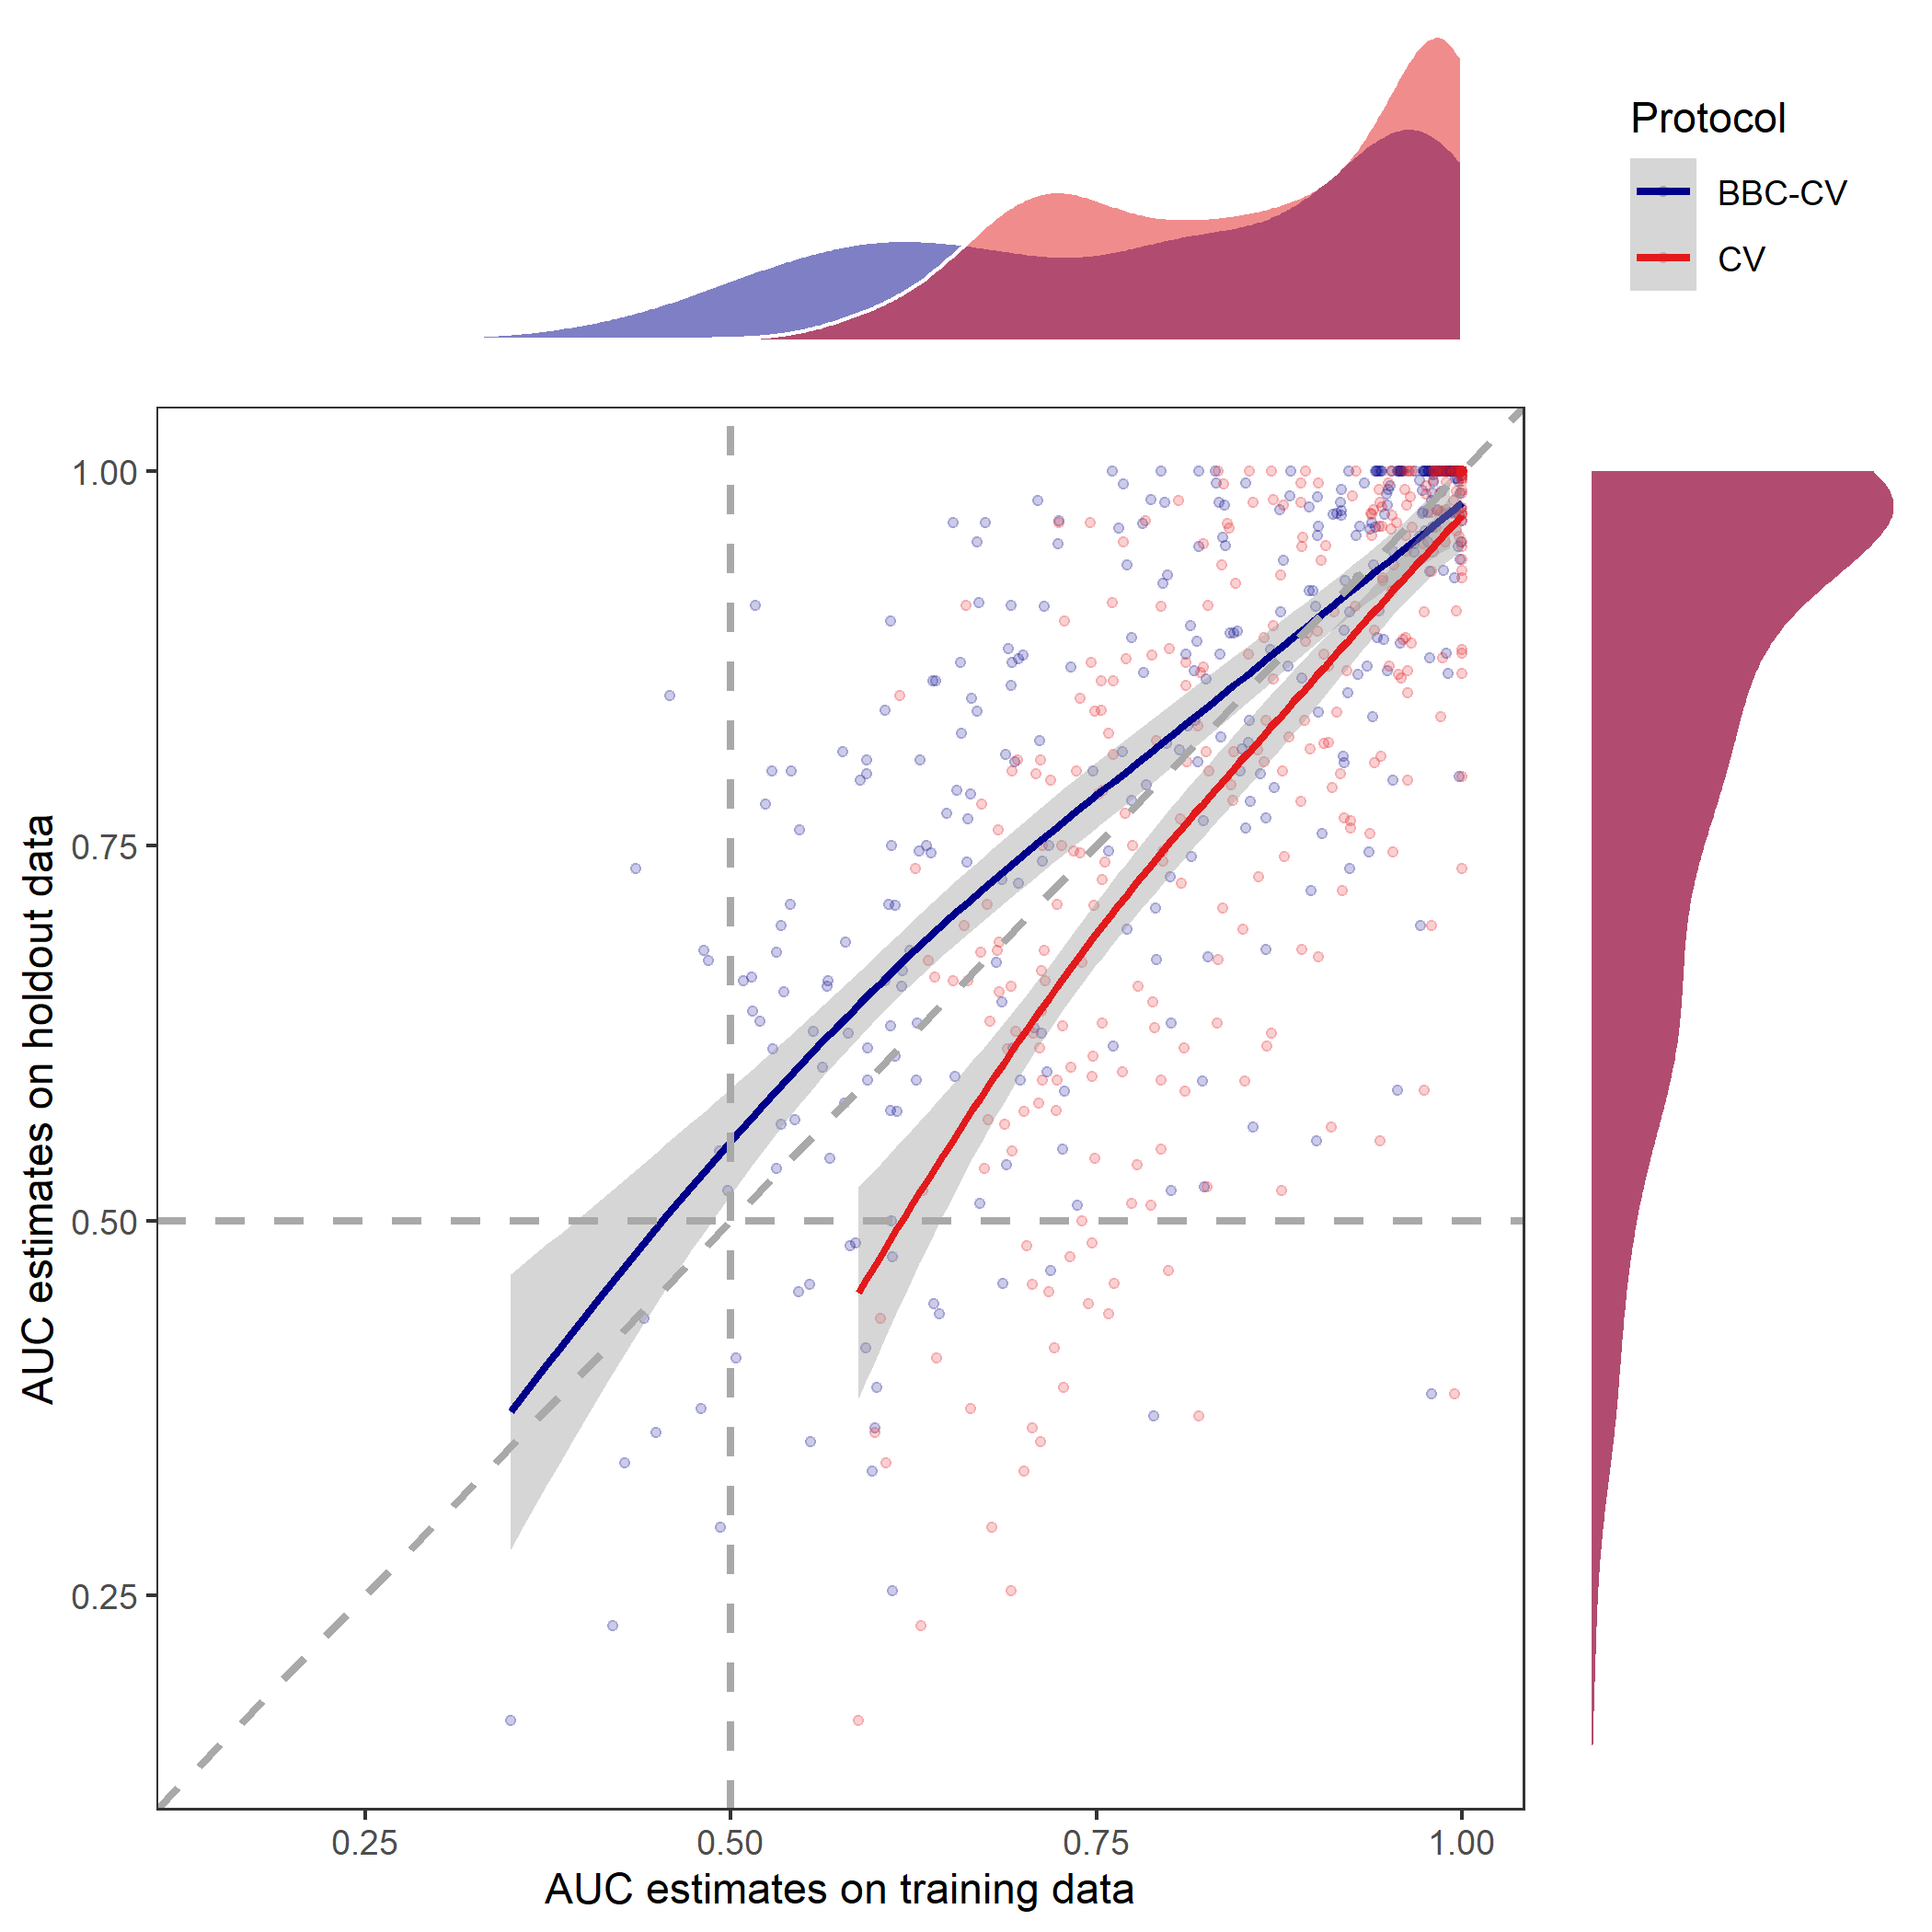 Protocol
BBC-CV
CV
1.00
0.75
0.50
0.25
AUC estimates on holdout data
0.25
0.50
0.75
1.00
AUC estimates on training data